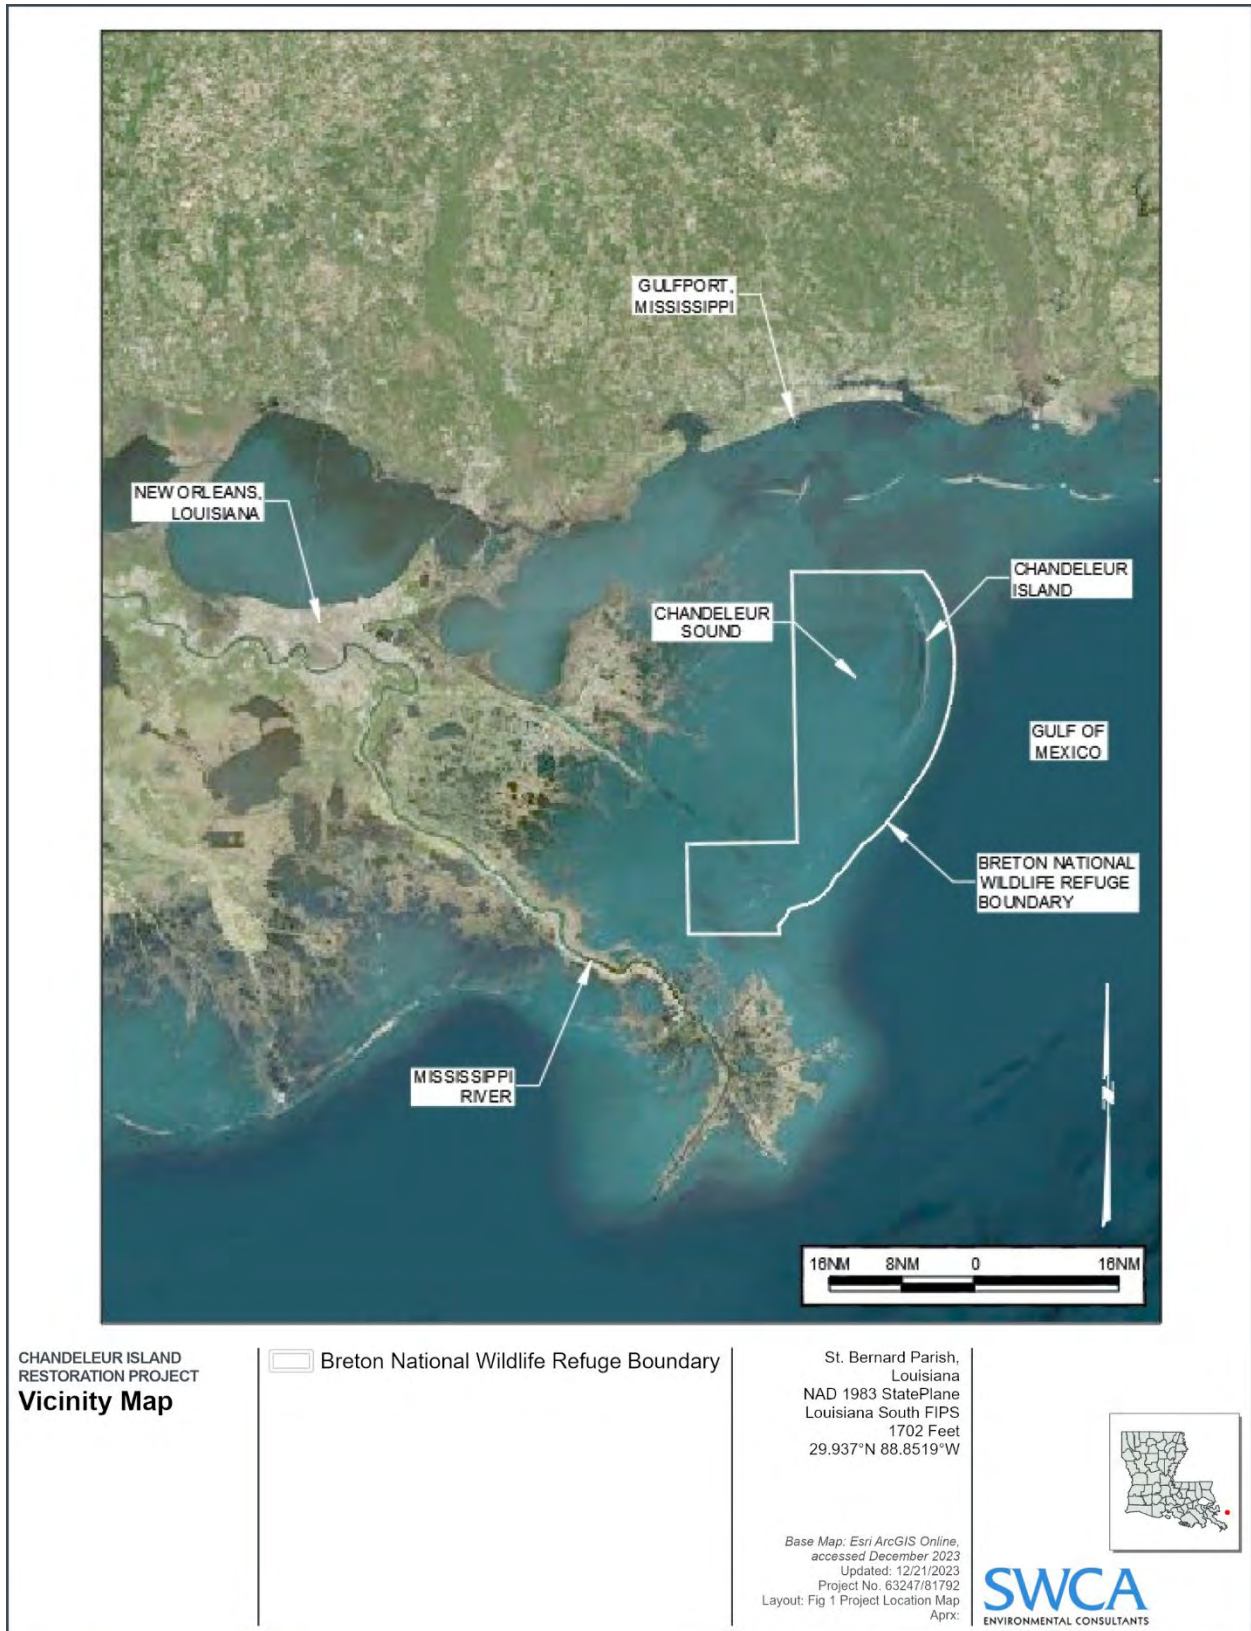 GULFPORT,
MISSISSIPPI
NEW ORLEANS,
LOUISIANA
CHANDELEUR
ISLAND
CHANDELEUR
SOUND
GULF OF
MEXICO
BRETON NATIONAL
WILDLIFE REFUGE
BOUNDARY
MISSISSIPPI
RIVER
N
16NM 8NM 0 16NM
CHANDELEUR ISLAND
RESTORATION PROJECT
Vicinity Map
Breton National Wildlife Refuge Boundary
St. Bernard Parish,
Louisiana
NAD 1983 StatePlane
Louisiana South FIPS
1702 Feet
29.937°N 88.8519°W
Base Map: Esri ArcGIS Online,
accessed December 2023
Updated: 12/21/2023
Project No. 63247/81792
Layout: Fig 1 Project Location Map
Aprx:
SWCA
ENVIRONMENTAL CONSULTANTS